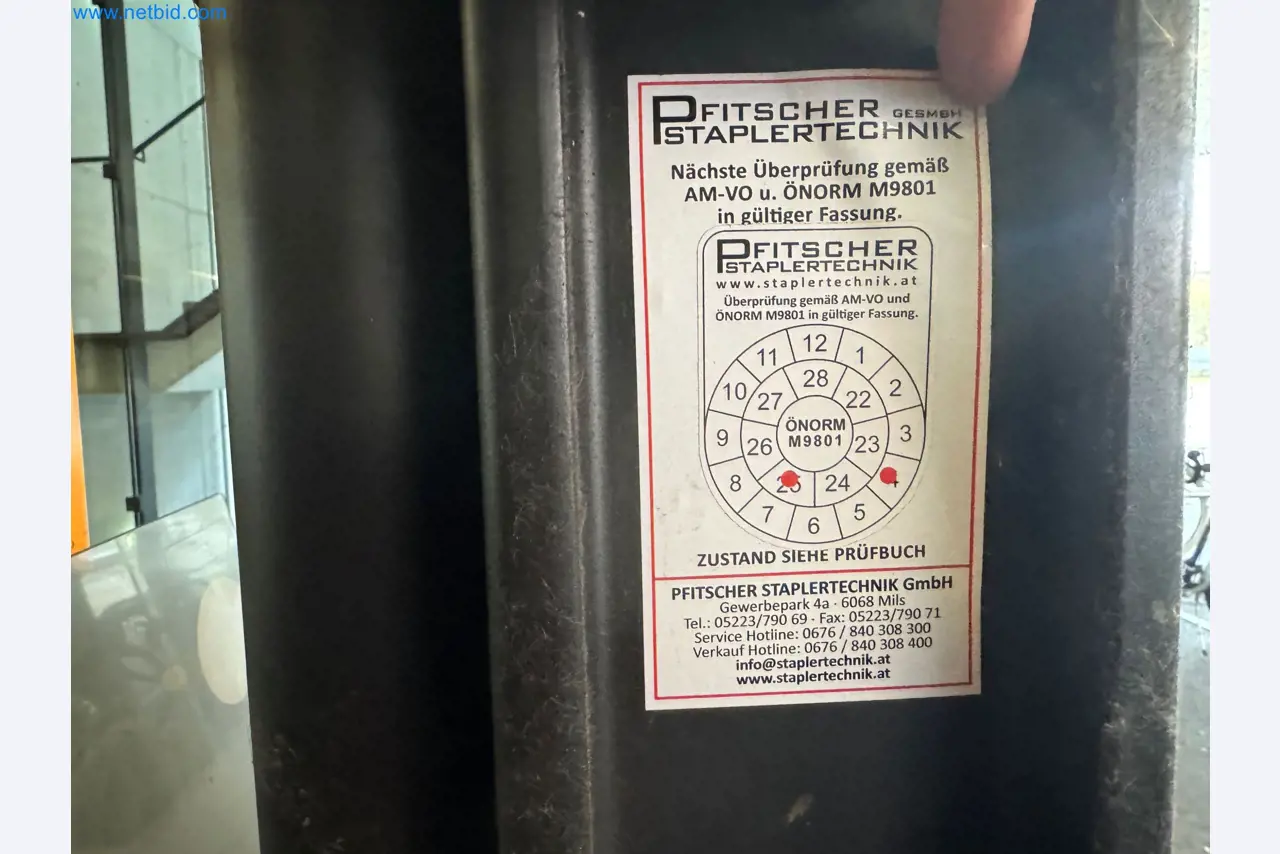 www.netbid.com
PFITSCHER GESMBH
STAPLERTECHNIK
Nächste Überprüfung gemäß
AM-VO u. ÖNORM M9801
in gültiger Fassung.
PFITSCHER
STAPLERTECHNIK
www.staplertechnik.at
Überprüfung gemäß AM-VO und
ÖNORM M9801 in gültiger Fassung.
12
11 1
28
10 2
27 22
ÖNORM
9 3
26 23
M9801
8 25 24 4
7 5
6
ZUSTAND SIEHE PRÜFBUCH
PFITSCHER STAPLERTECHNIK GmbH
Gewerbepark 4a · 6068 Mils
Tel.: 05223/790 69 · Fax: 05223/790 71
Service Hotline: 0676 / 840 308 300
Verkauf Hotline: 0676 / 840 308 400
info@staplertechnik.at
www.staplertechnik.at